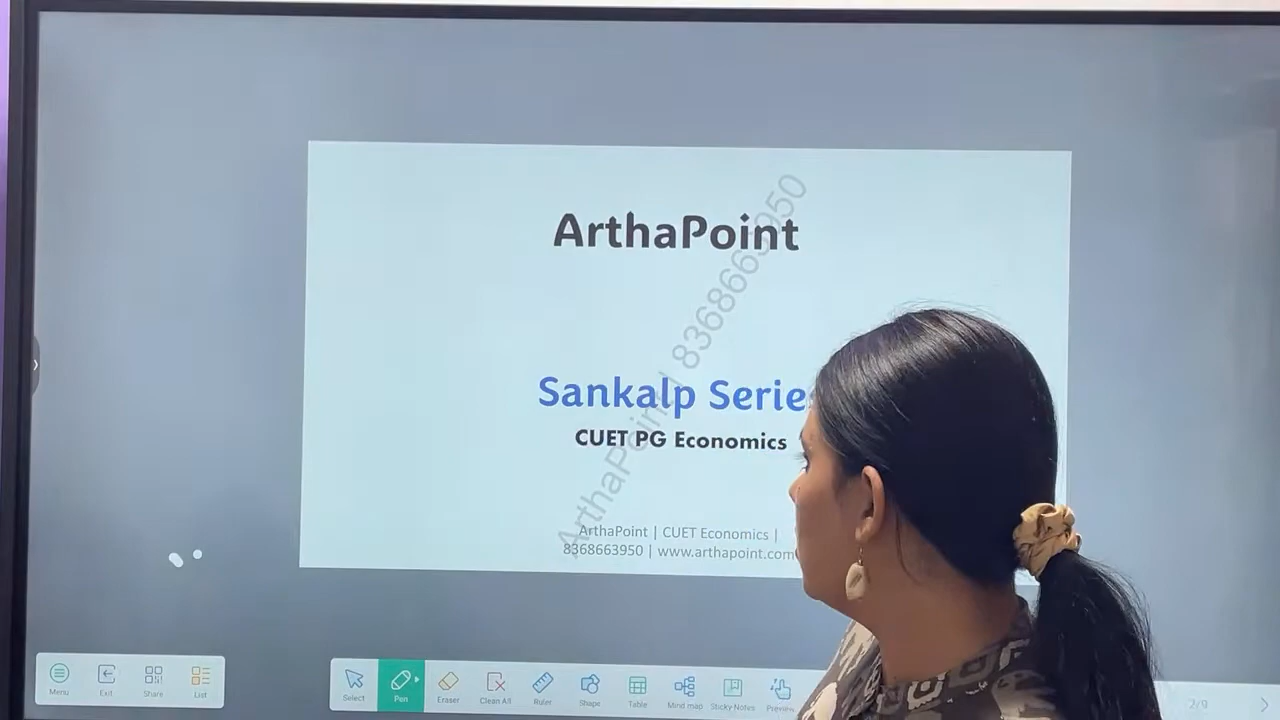 ArthaPoint
ArthaPoint 8368663950
Sankalp Serie
CUET PG Economics
ArthaPoint | CUET Economics |
8368663950 | www.arthapoint.com
Menu
Exit
Share
List
Select
Pen
Eraser
Clean All
Ruler
Shape
Table
Mind map
Sticky Notes
Preview
2/9